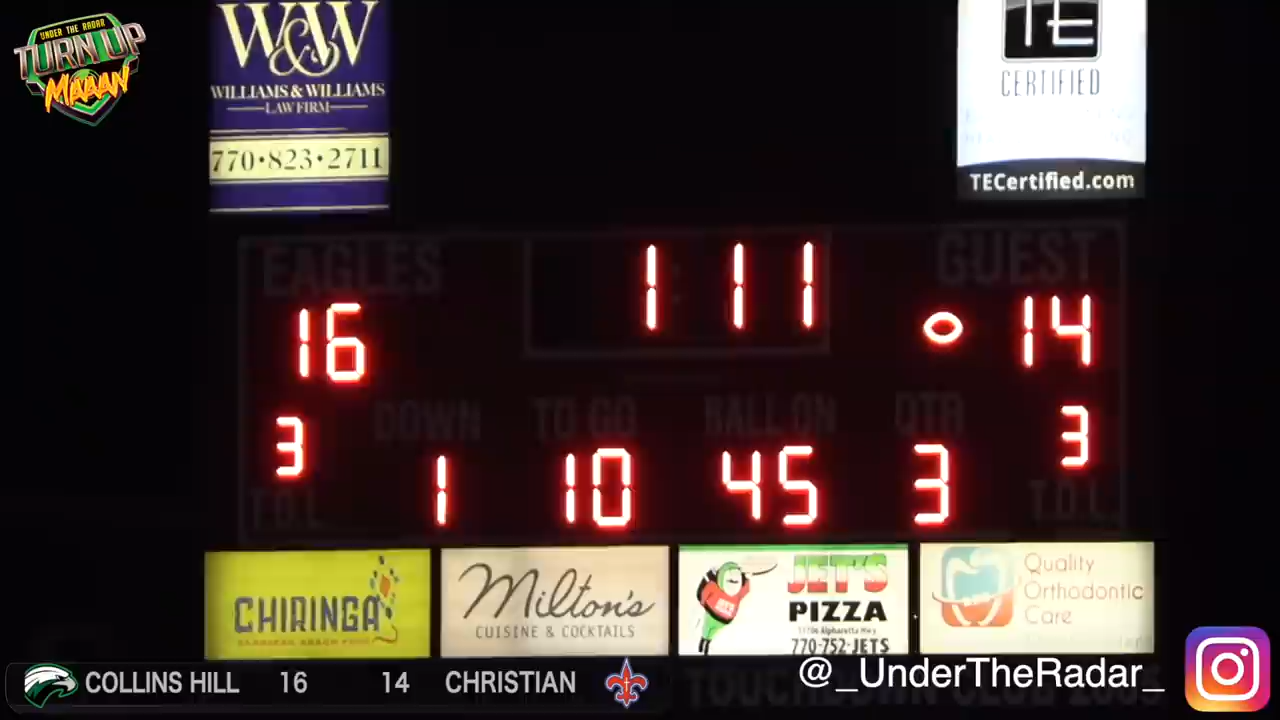 UNDER THE RADAR
TURN UP
MAAAN
W&W
WILLIAMS & WILLIAMS
LAW FIRM
770·823·2711
TE
CERTIFIED
TECertified.com
EAGLES
GUEST
1:11
16
14
DOWN
TO GO
BALL ON
QTR
3
3
1
10
45
3
T.O.L
T.O.L
CHIRINGA
Milton's
CUISINE & COCKTAILS
JET'S
PIZZA
770-752-JETS
Quality
Orthodontic
Care
COLLINS HILL 16 14 CHRISTIAN
@_UnderTheRadar_